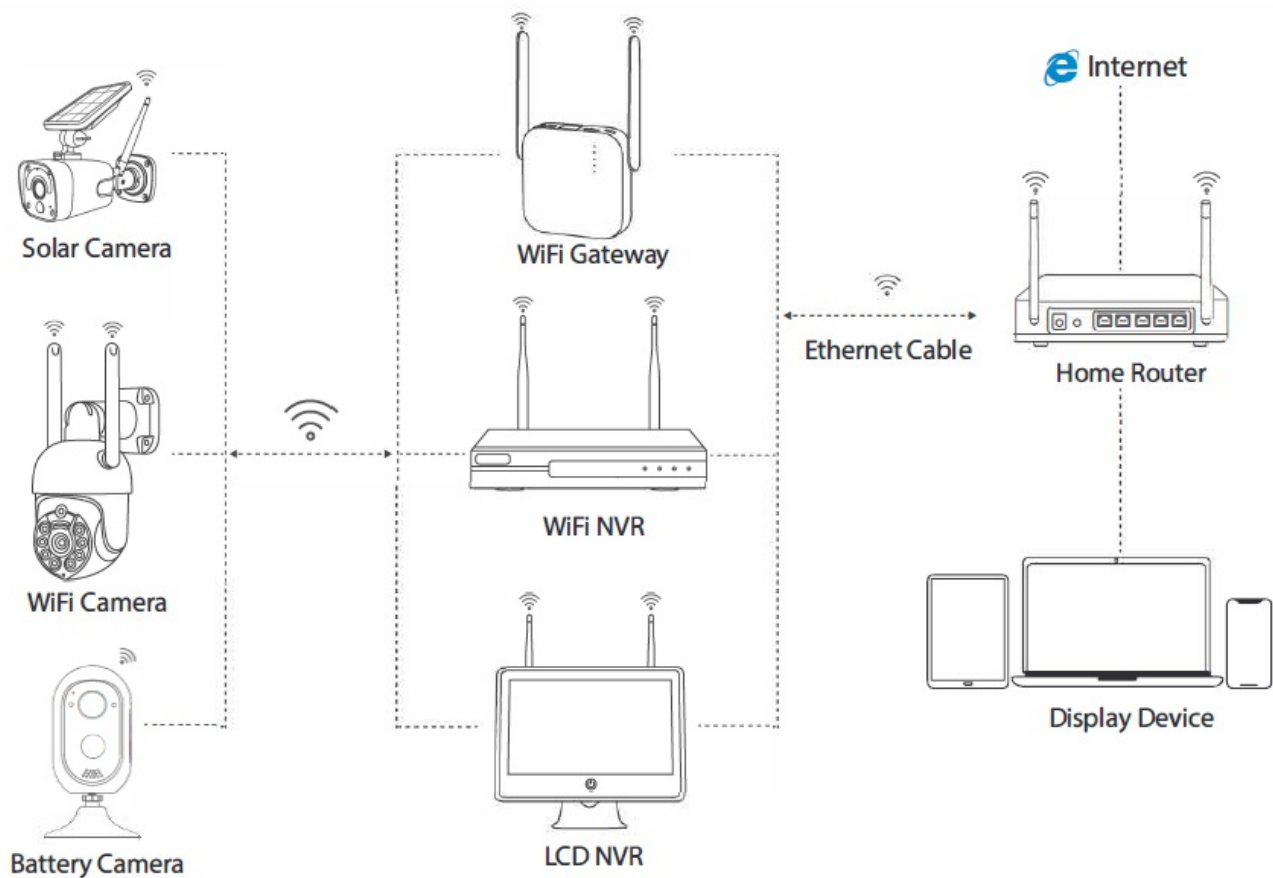 Internet
Solar Camera
WiFi Gateway
Ethernet Cable
Home Router
WiFi Camera
WiFi NVR
Display Device
Battery Camera
LCD NVR